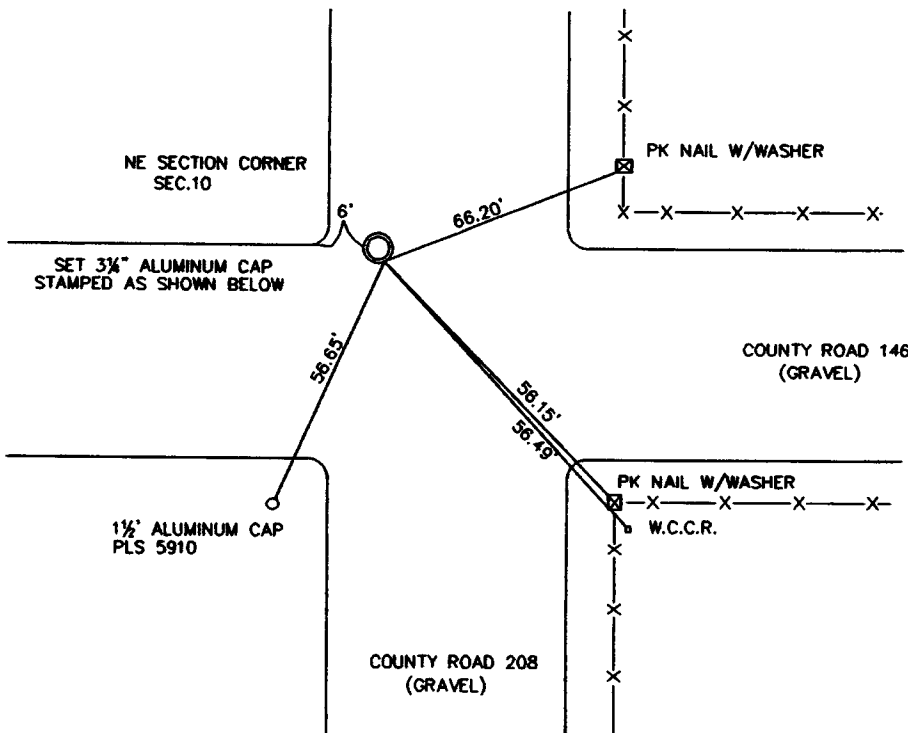 NE SECTION CORNER
SEC.10
6'
66.20'
PK NAIL W/WASHER
SET 3¼" ALUMINUM CAP
STAMPED AS SHOWN BELOW
56.65'
COUNTY ROAD 146
(GRAVEL)
56.15'
56.49'
PK NAIL W/WASHER
W.C.C.R.
1½' ALUMINUM CAP
PLS 5910
COUNTY ROAD 208
(GRAVEL)